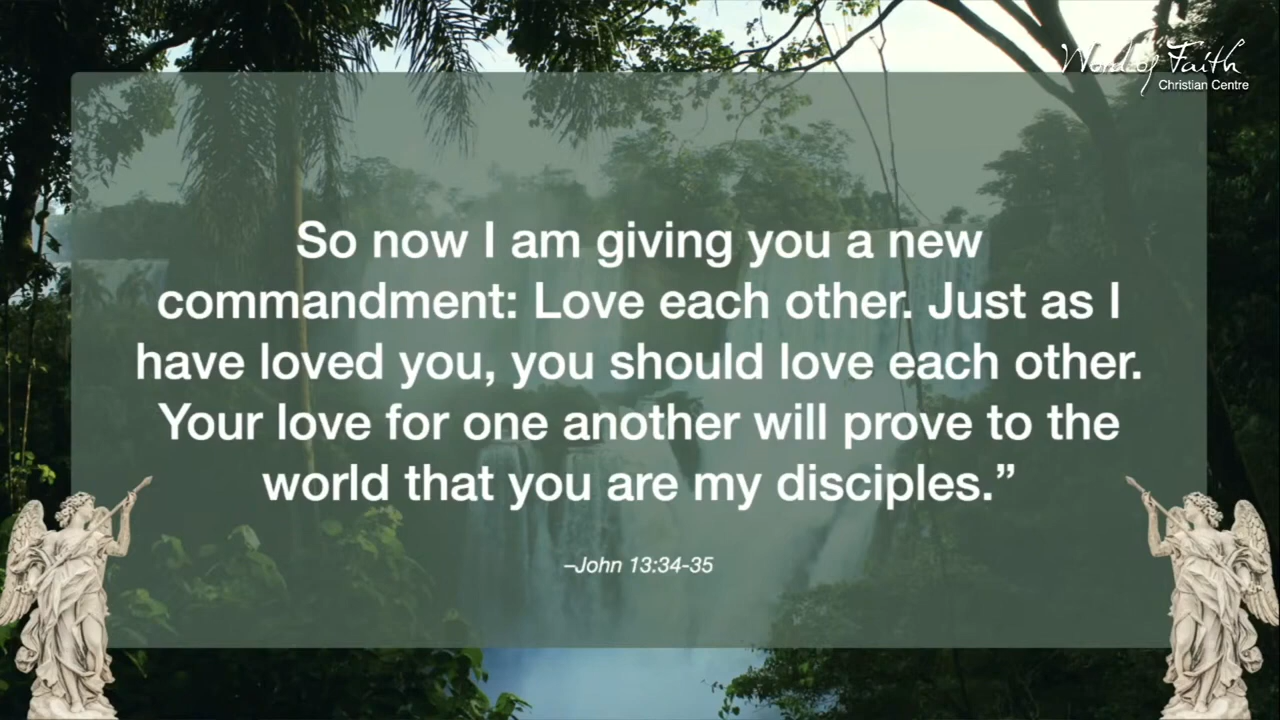 Word of Faith
Christian Centre
So now I am giving you a new
commandment: Love each other. Just as I
have loved you, you should love each other.
Your love for one another will prove to the
world that you are my disciples.”
–John 13:34-35